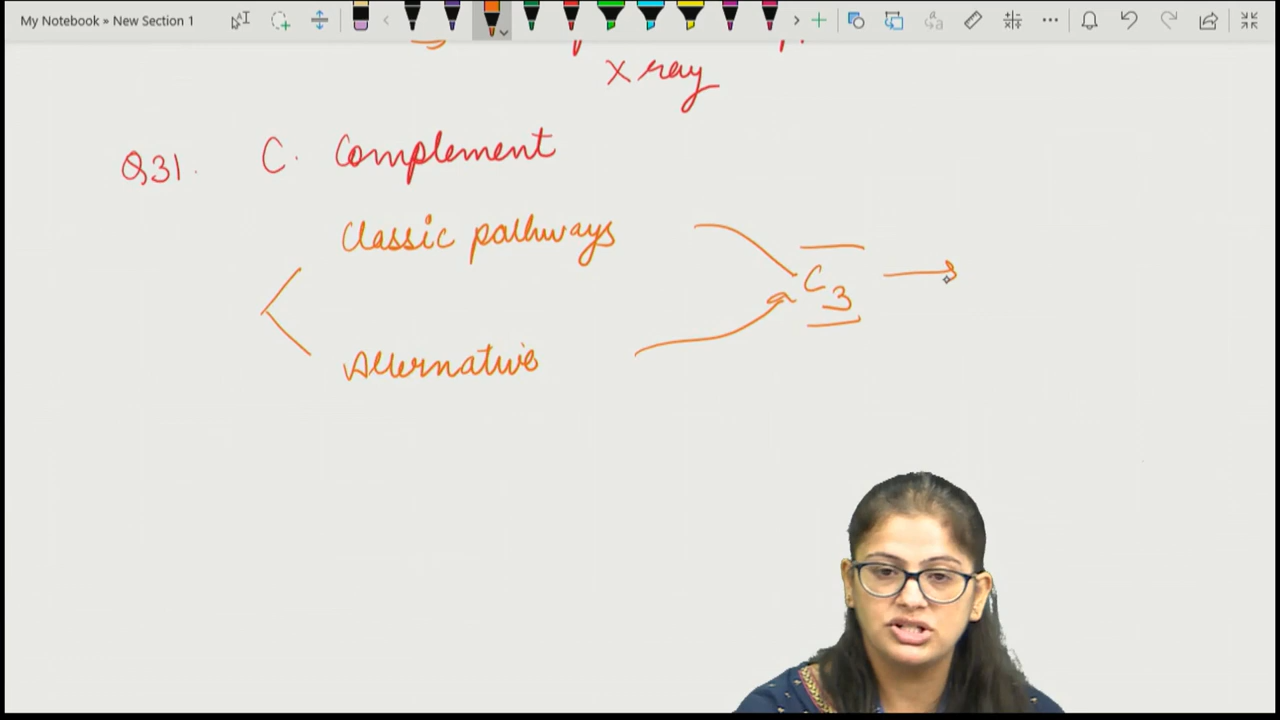 My Notebook » New Section 1
X ray
Q31. C. Complement
Classic pathways
C3
Alternative